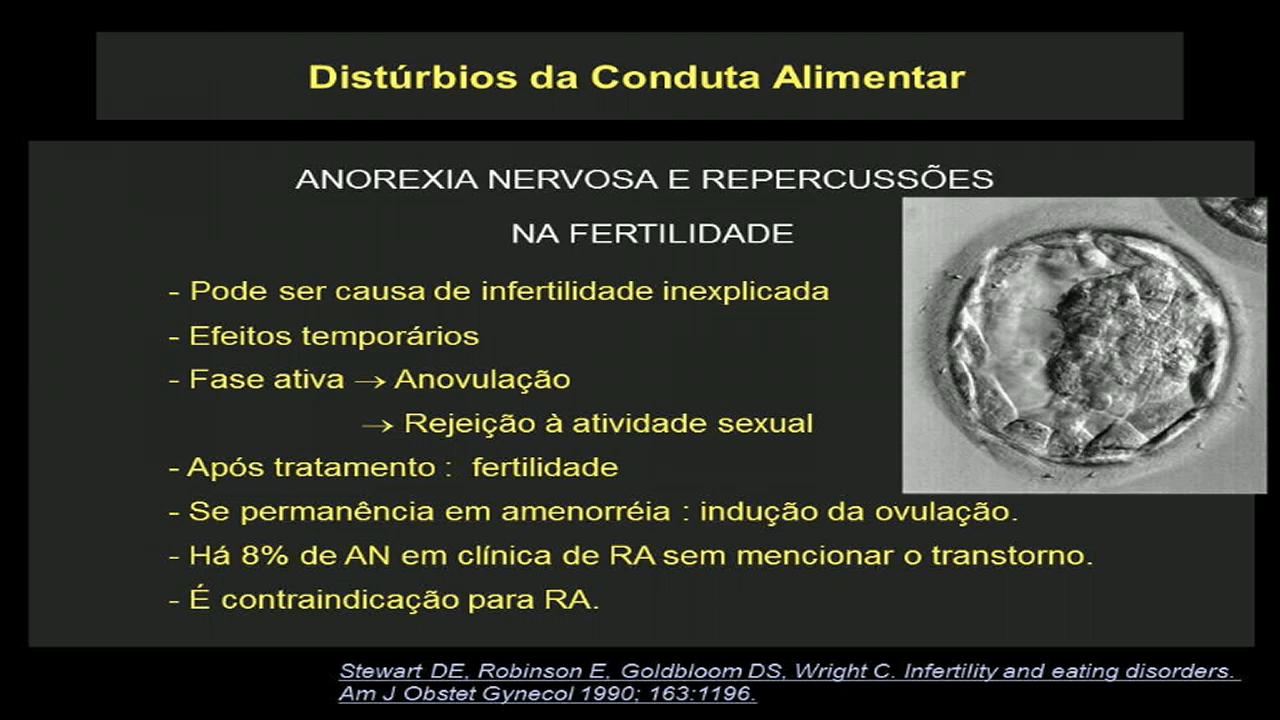 Distúrbios da Conduta Alimentar
ANOREXIA NERVOSA E REPERCUSSÕES
NA FERTILIDADE
- Pode ser causa de infertilidade inexplicada
- Efeitos temporários
- Fase ativa → Anovulação
→ Rejeição à atividade sexual
- Após tratamento : fertilidade
- Se permanência em amenorréia : indução da ovulação.
- Há 8% de AN em clínica de RA sem mencionar o transtorno.
- É contraindicação para RA.
Stewart DE, Robinson E, Goldbloom DS, Wright C. Infertility and eating disorders.
Am J Obstet Gynecol 1990; 163:1196.